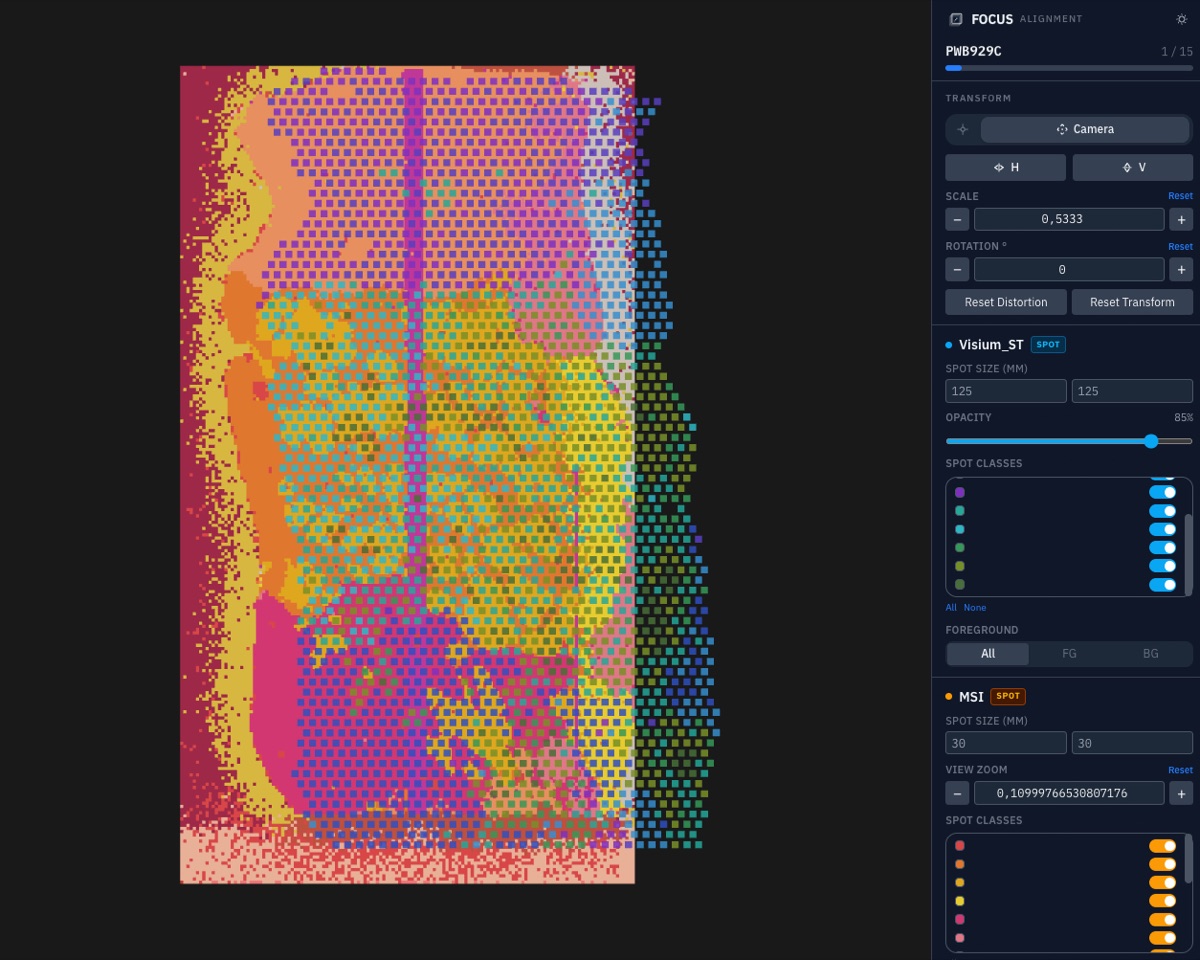 FOCUS ALIGNMENT
PWB929C 1 / 15
TRANSFORM
Camera
H V
SCALE Reset
− 0,5333 +
ROTATION ° Reset
− 0 +
Reset Distortion Reset Transform
Visium_ST SPOT
SPOT SIZE (MM)
125 125
OPACITY 85%
SPOT CLASSES
All None
FOREGROUND
All FG BG
MSI SPOT
SPOT SIZE (MM)
30 30
VIEW ZOOM Reset
− 0,10999766530807176 +
SPOT CLASSES